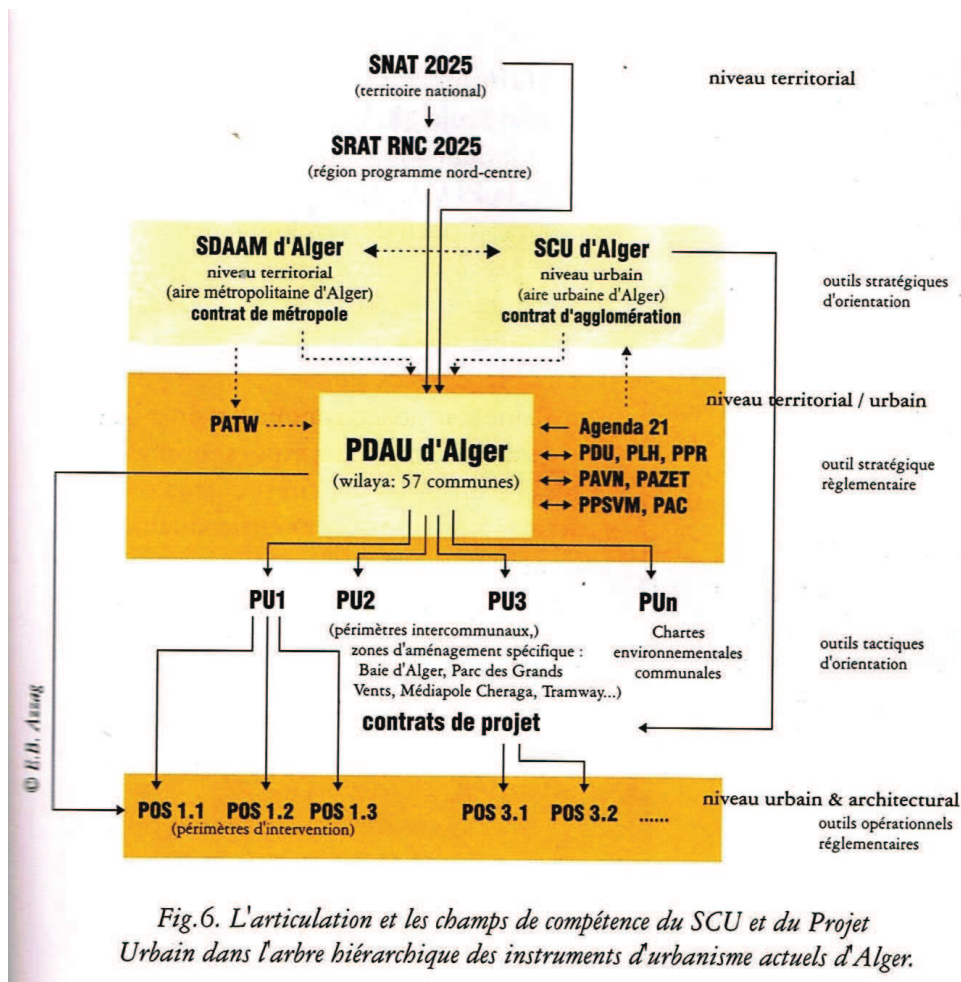 SNAT 2025
(territoire national)
niveau territorial
SRAT RNC 2025
(région programme nord-centre)
SDAAM d'Alger
niveau territorial
(aire métropolitaine d'Alger)
contrat de métropole
SCU d'Alger
niveau urbain
(aire urbaine d'Alger)
contrat d'agglomération
outils stratégiques
d'orientation
niveau territorial / urbain
PATW
PDAU d'Alger
(wilaya: 57 communes)
Agenda 21
PDU, PLH, PPR
PAVN, PAZET
PPSVM, PAC
outil stratégique
règlementaire
PU1
PU2
PU3
PUn
(périmètres intercommunaux,)
zones d'aménagement spécifique :
Baie d'Alger, Parc des Grands
Vents, Médiapole Cheraga, Tramway...)
Chartes
environnementales
communales
outils tactiques
d'orientation
contrats de projet
© E.B. Azzag
POS 1.1 POS 1.2 POS 1.3
(périmètres d'intervention)
POS 3.1 POS 3.2 ......
niveau urbain & architectural
outils opérationnels
réglementaires
Fig.6. L'articulation et les champs de compétence du SCU et du Projet
Urbain dans l'arbre hiérarchique des instruments d'urbanisme actuels d'Alger.